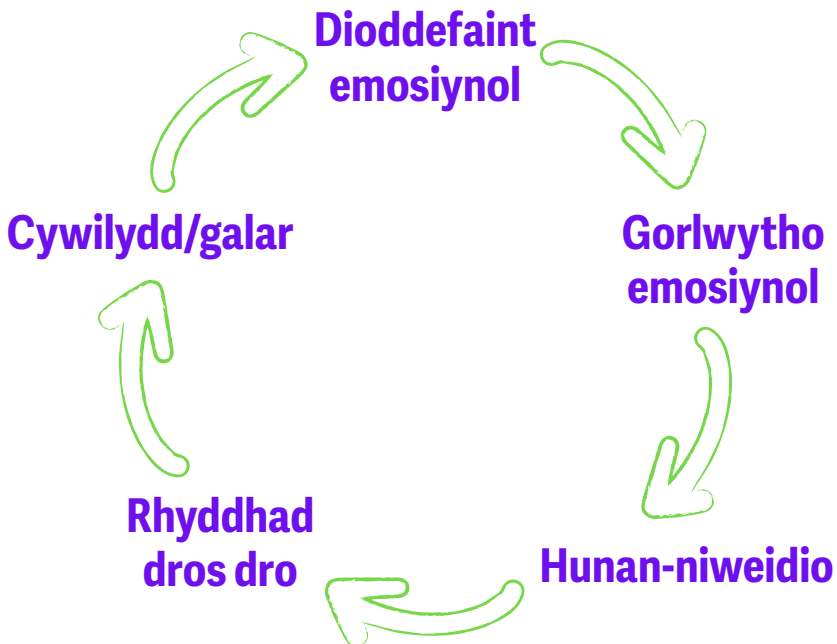 Dioddefaint
emosiynol
Gorlwytho
emosiynol
Hunan-niweidio
Rhyddhad
dros dro
Cywilydd/galar